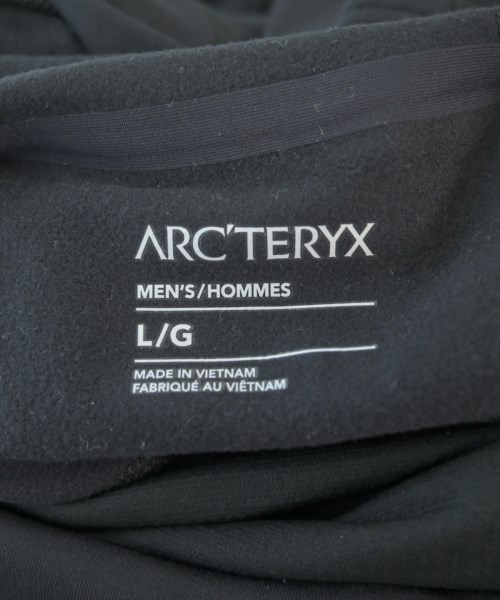 ARC'TERYX
MEN'S/HOMMES
L/G
MADE IN VIETNAM
FABRIQUÉ AU VIÊTNAM